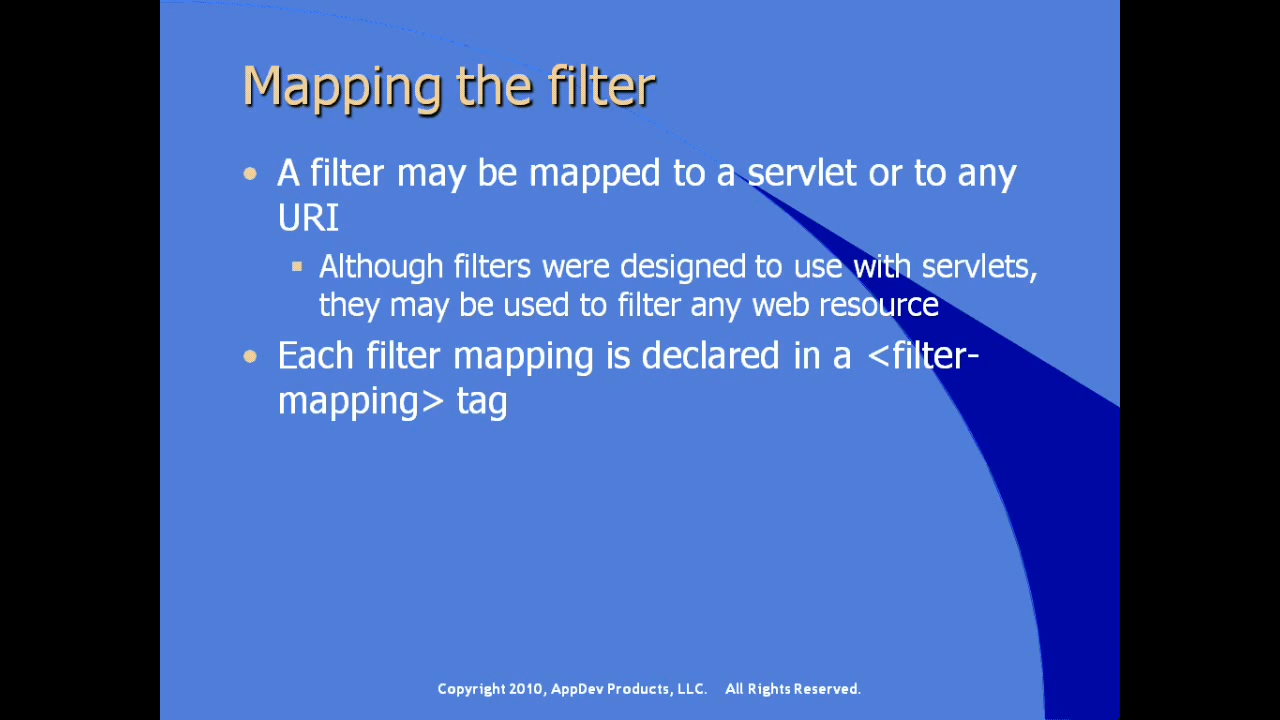 Mapping the filter
A filter may be mapped to a servlet or to any
URI
Although filters were designed to use with servlets,
they may be used to filter any web resource
Each filter mapping is declared in a <filter-
mapping> tag
Copyright 2010, AppDev Products, LLC. All Rights Reserved.